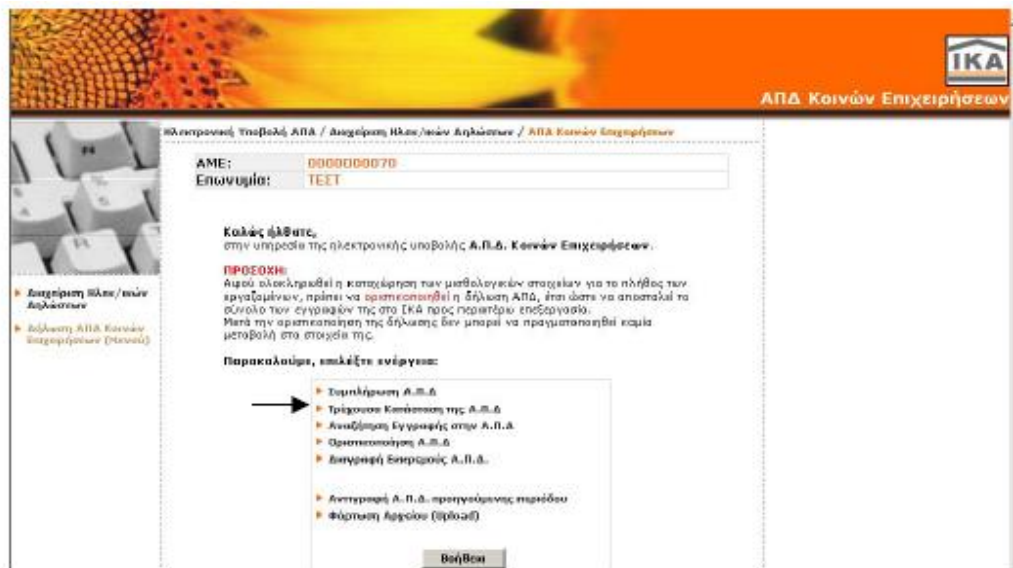 ΙΚΑ
ΑΠΔ Κοινών Επιχειρήσεων
Ηλεκτρονική Υποβολή ΑΠΔ / Διαχείριση Ηλεκ/ικών Δηλώσεων / ΑΠΔ Κοινών Επιχειρήσεων
ΑΜΕ: 0000000070
Επωνυμία: ΤΕΣΤ
Καλώς ήλθατε,
στην υπηρεσία της ηλεκτρονικής υποβολής Α.Π.Δ. Κοινών Επιχειρήσεων.
ΠΡΟΣΟΧΗ:
Αφού ολοκληρωθεί η καταχώρηση των μισθολογικών στοιχείων για το πλήθος των
εργαζομένων, πρέπει να οριστικοποιηθεί η δήλωση ΑΠΔ, έτσι ώστε να αποσταλεί το
σύνολο των εγγραφών της στο ΙΚΑ προς περαιτέρω επεξεργασία.
Μετά την οριστικοποίηση της δήλωσης δεν μπορεί να πραγματοποιηθεί καμία
μεταβολή στα στοιχεία της.
Παρακαλούμε, επιλέξτε ενέργεια:
Συμπλήρωση Α.Π.Δ
Τρέχουσα Κατάσταση της Α.Π.Δ
Αναζήτηση Εγγραφής στην Α.Π.Δ
Οριστικοποίηση Α.Π.Δ
Διαγραφή Εκκρεμούς Α.Π.Δ.
Αντιγραφή Α.Π.Δ. προηγούμενης περιόδου
Φόρτωση Αρχείου (Upload)
Βοήθεια
Διαχείριση Ηλεκ/ικών
Δηλώσεων
Δήλωση ΑΠΔ Κοινών
Επιχειρήσεων (Μενού)